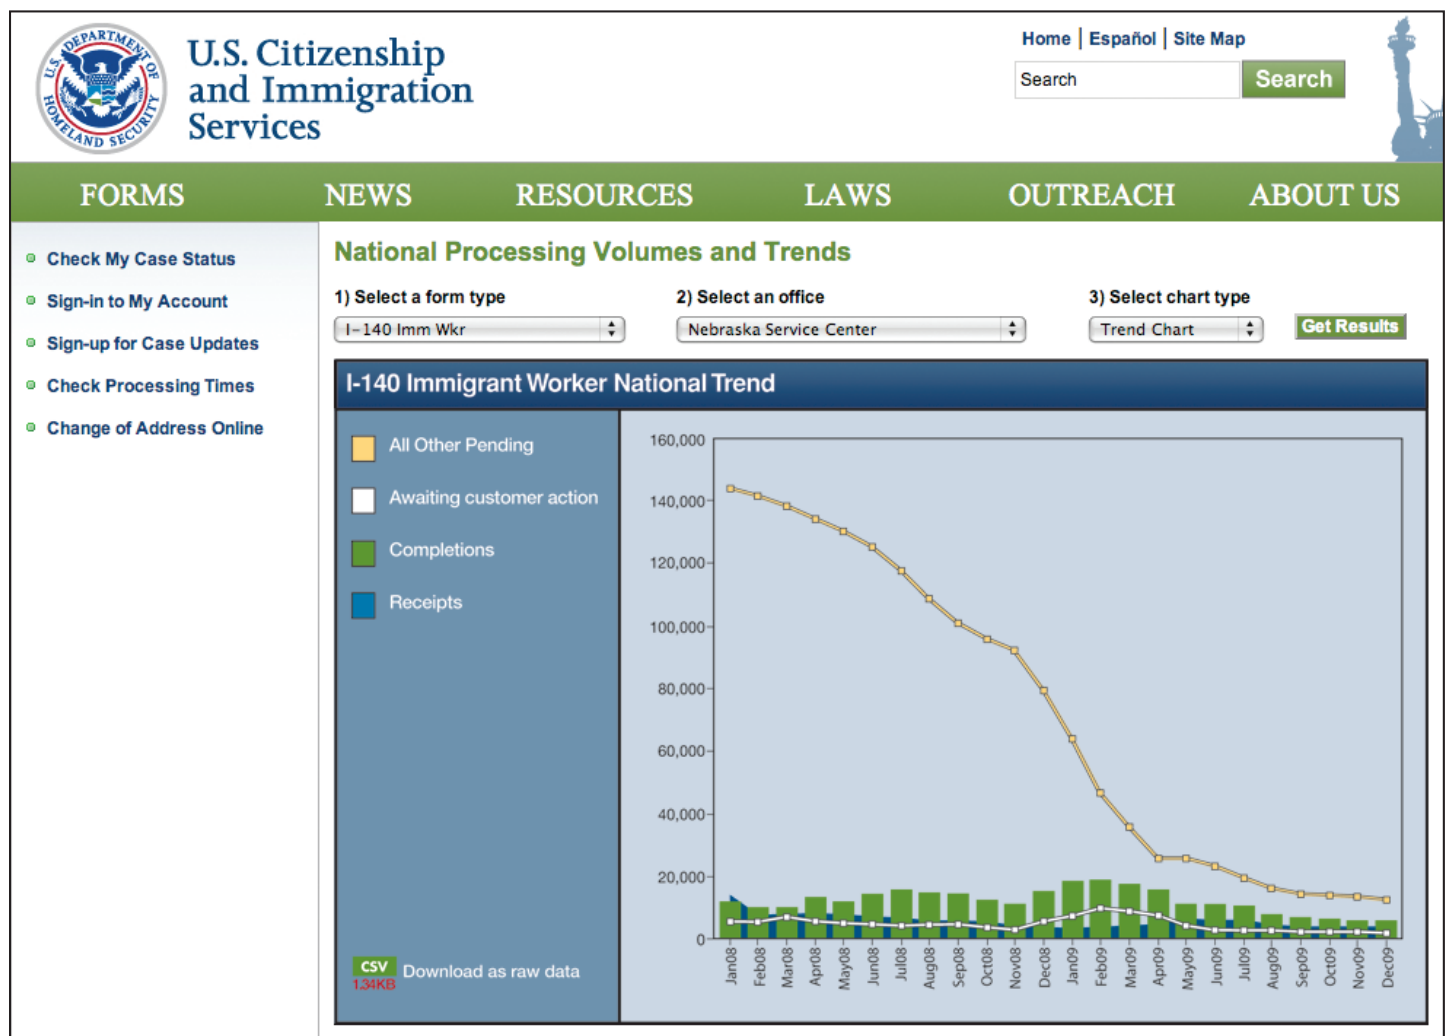 U.S. DEPARTMENT OF HOMELAND SECURITY
U.S. Citizenship
and Immigration
Services
Home | Español | Site Map
Search
Search
FORMS NEWS RESOURCES LAWS OUTREACH ABOUT US
Check My Case Status
Sign-in to My Account
Sign-up for Case Updates
Check Processing Times
Change of Address Online
National Processing Volumes and Trends
1) Select a form type 2) Select an office 3) Select chart type
I-140 Imm Wkr Nebraska Service Center Trend Chart Get Results
I-140 Immigrant Worker National Trend
All Other Pending
Awaiting customer action
Completions
Receipts
CSV
1.34KB
Download as raw data
160,000
140,000
120,000
100,000
80,000
60,000
40,000
20,000
0
Jan08
Feb08
Mar08
Apr08
May08
Jun08
Jul08
Aug08
Sep08
Oct08
Nov08
Dec08
Jan09
Feb09
Mar09
Apr09
May09
Jun09
Jul09
Aug09
Sep09
Oct09
Nov09
Dec09